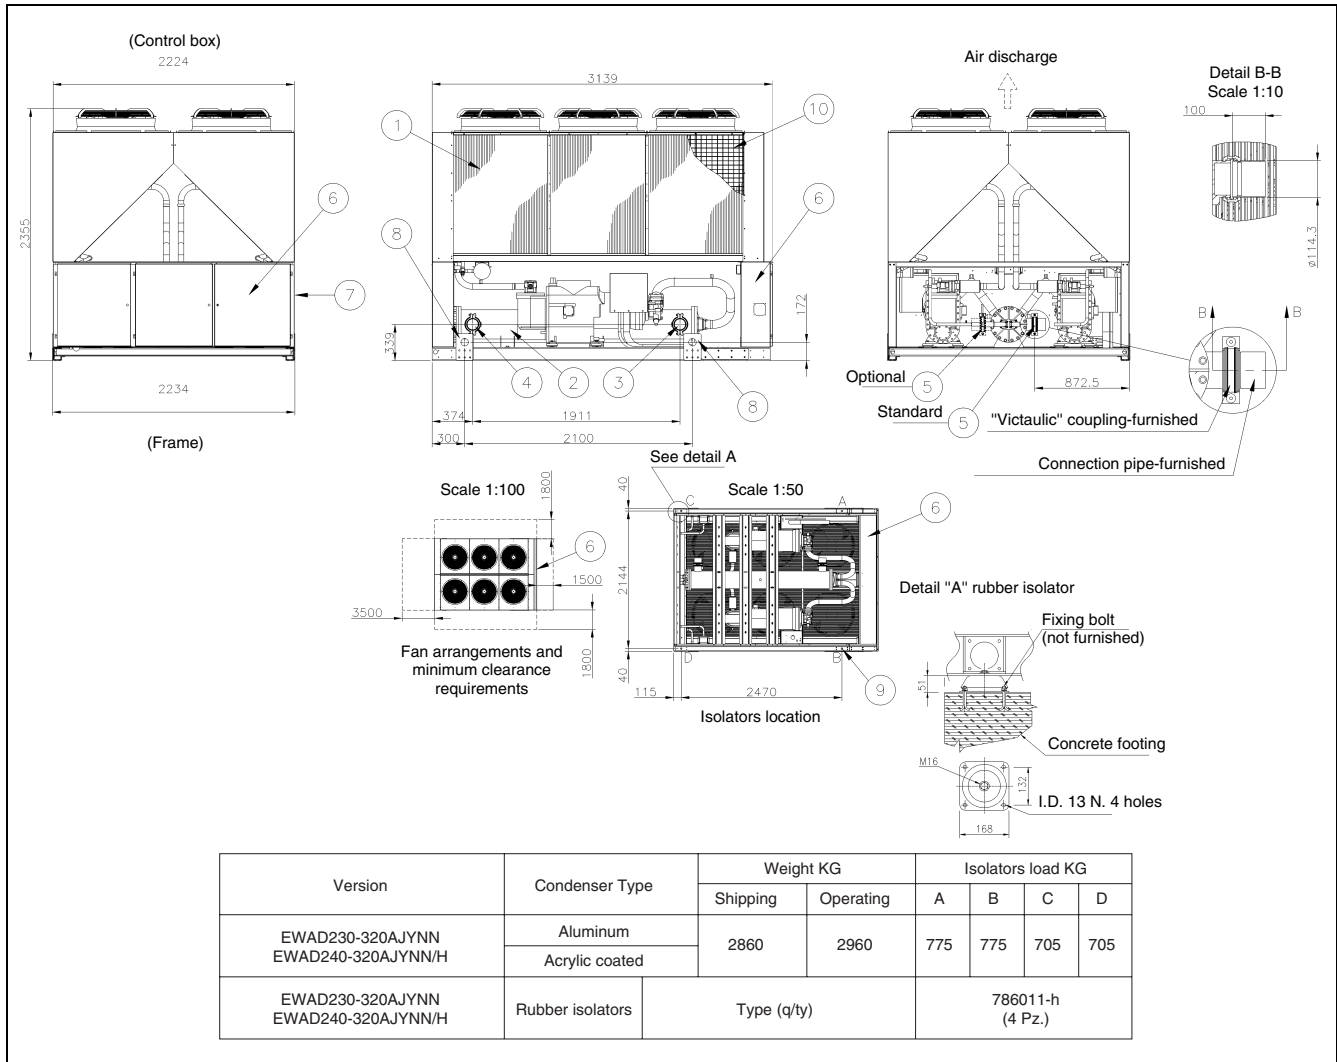 (Control box)
2224
2355
6
7
2234
(Frame)
3139
1
10
8
6
172
339
4
2
3
8
374
1911
300
2100
Air discharge
Optional
5
Standard
5
872.5
"Victaulic" coupling-furnished
Connection pipe-furnished
B
B
Detail B-B
Scale 1:10
100
ø114.3
Scale 1:100
1800
6
1500
3500
1800
Fan arrangements and
minimum clearance
requirements
See detail A
Scale 1:50
40
C
A
6
2144
40
D
B
9
115
2470
Isolators location
Detail "A" rubber isolator
Fixing bolt
(not furnished)
51
Concrete footing
M16
132
I.D. 13 N. 4 holes
168
Version
Condenser Type
Weight KG
Isolators load KG
Shipping
Operating
A
B
C
D
EWAD230-320AJYNN
EWAD240-320AJYNN/H
Aluminum
Acrylic coated
2860
2960
775
775
705
705
EWAD230-320AJYNN
EWAD240-320AJYNN/H
Rubber isolators
Type (q/ty)
786011-h
(4 Pz.)